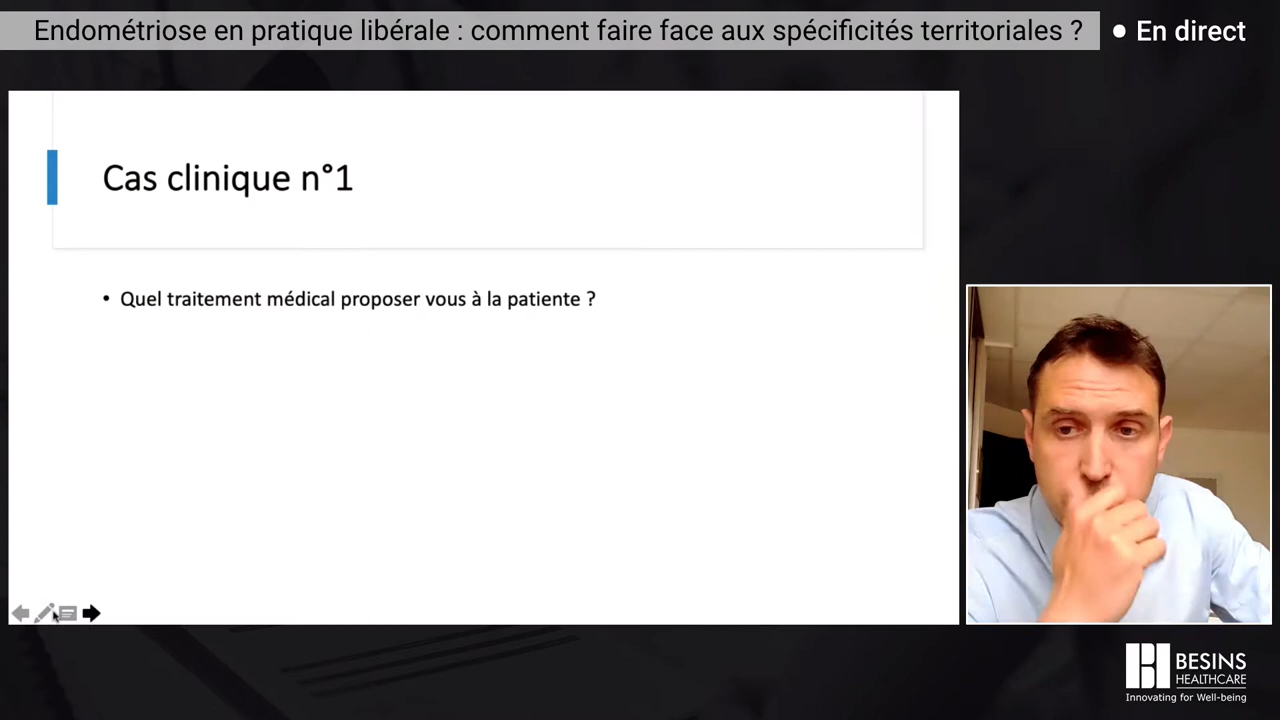 Endométriose en pratique libérale : comment faire face aux spécificités territoriales ?
En direct
Cas clinique n°1
• Quel traitement médical proposer vous à la patiente ?
BESINS
HEALTHCARE
Innovating for Well-being